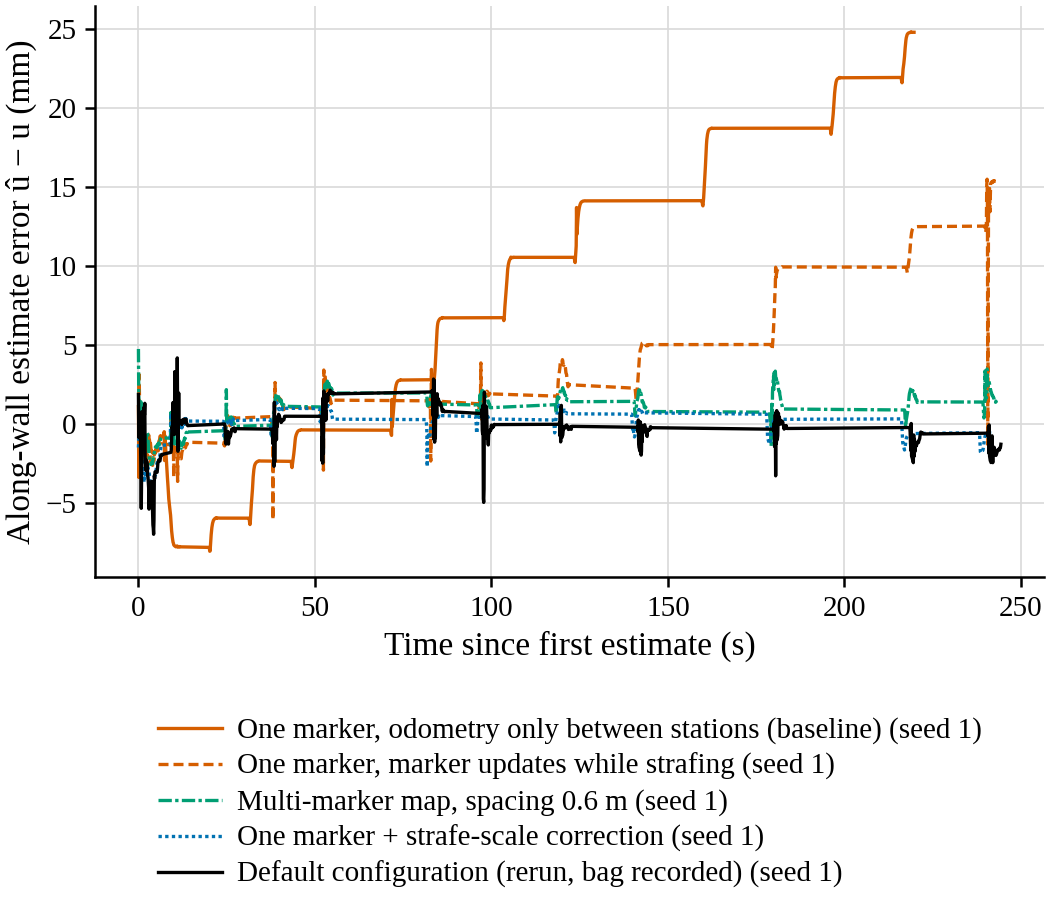 Along-wall estimate error û − u (mm)
25
20
15
10
5
0
−5
0 50 100 150 200 250
Time since first estimate (s)
One marker, odometry only between stations (baseline) (seed 1)
One marker, marker updates while strafing (seed 1)
Multi-marker map, spacing 0.6 m (seed 1)
One marker + strafe-scale correction (seed 1)
Default configuration (rerun, bag recorded) (seed 1)